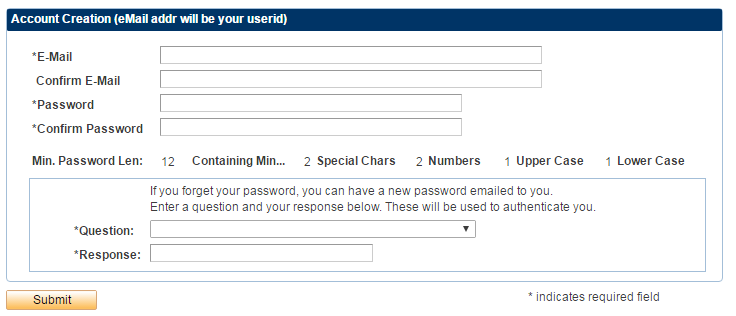 Account Creation (eMail addr will be your userid)
*E-Mail
Confirm E-Mail
*Password
*Confirm Password
Min. Password Len: 12 Containing Min... 2 Special Chars 2 Numbers 1 Upper Case 1 Lower Case
If you forget your password, you can have a new password emailed to you.
Enter a question and your response below. These will be used to authenticate you.
*Question:
*Response:
Submit
* indicates required field